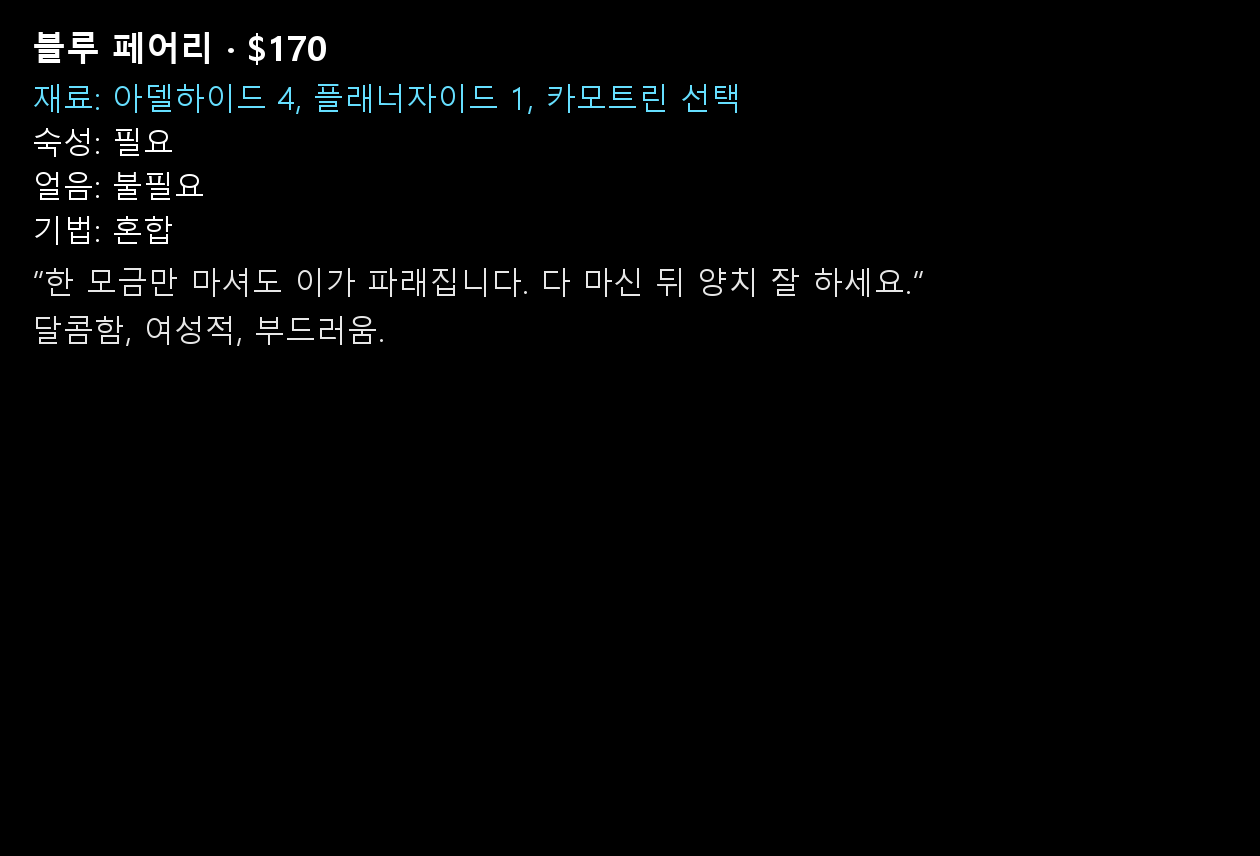 블루 페어리 · $170
재료: 아델하이드 4, 플래너자이드 1, 카모트린 선택
숙성: 필요
얼음: 불필요
기법: 혼합
“한 모금만 마셔도 이가 파래집니다. 다 마신 뒤 양치 잘 하세요.”
달콤함, 여성적, 부드러움.